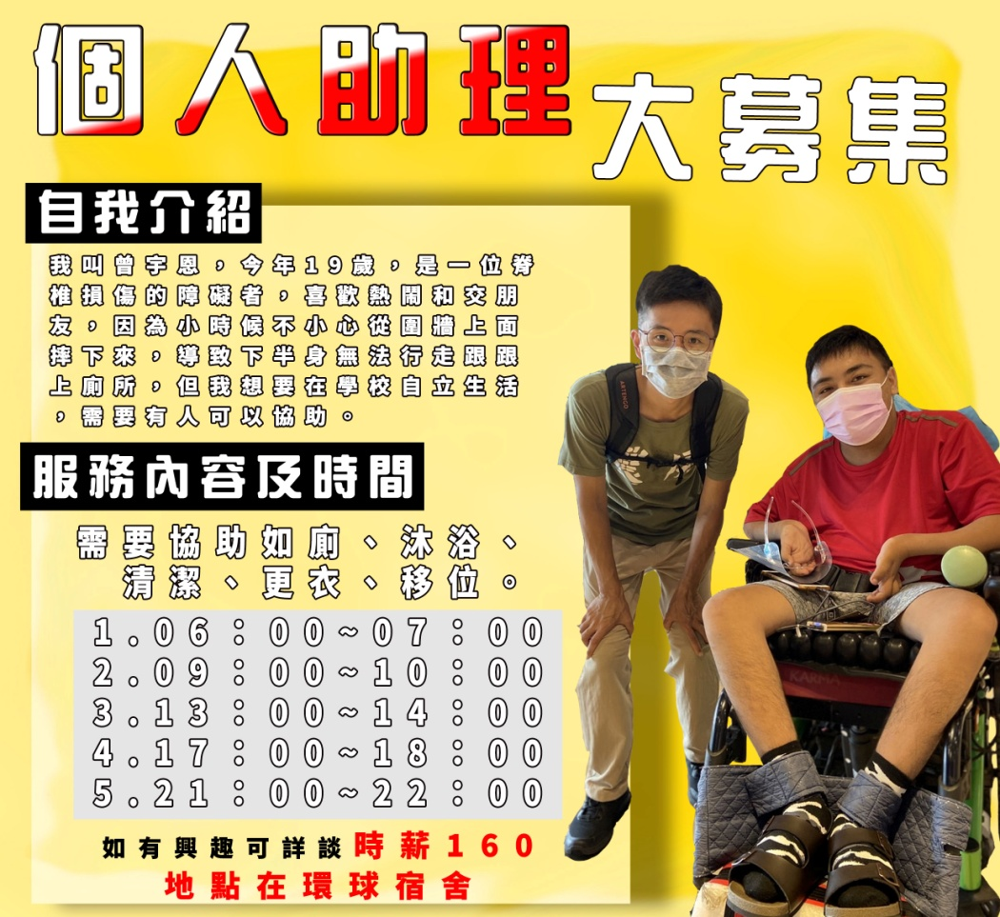 個人助理
大募集
自我介紹
我叫曾宇恩，今年19歲，是一位脊
椎損傷的障礙者，喜歡熱鬧和交朋
友，因為小時候不小心從圍牆上面
摔下來，導致下半身無法行走跟跟
上廁所，但我想要在學校自立生活
，需要有人可以協助。
服務內容及時間
需要協助如廁、沐浴、
清潔、更衣、移位。
1.06：00~07：00
2.09：00~10：00
3.13：00~14：00
4.17：00~18：00
5.21：00~22：00
如有興趣可詳談時薪160
地點在環球宿舍
ARTENGO
KARMA